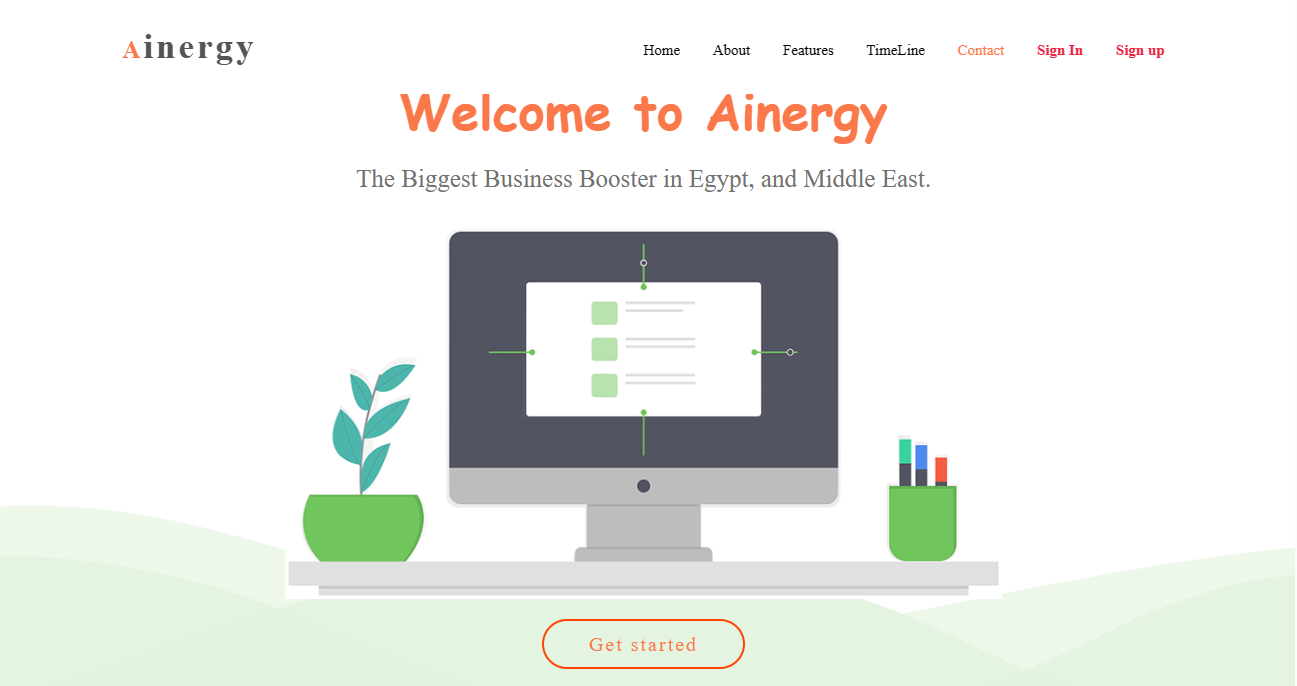 Ainergy
Home About Features TimeLine Contact Sign In Sign up
Welcome to Ainergy
The Biggest Business Booster in Egypt, and Middle East.
Get started